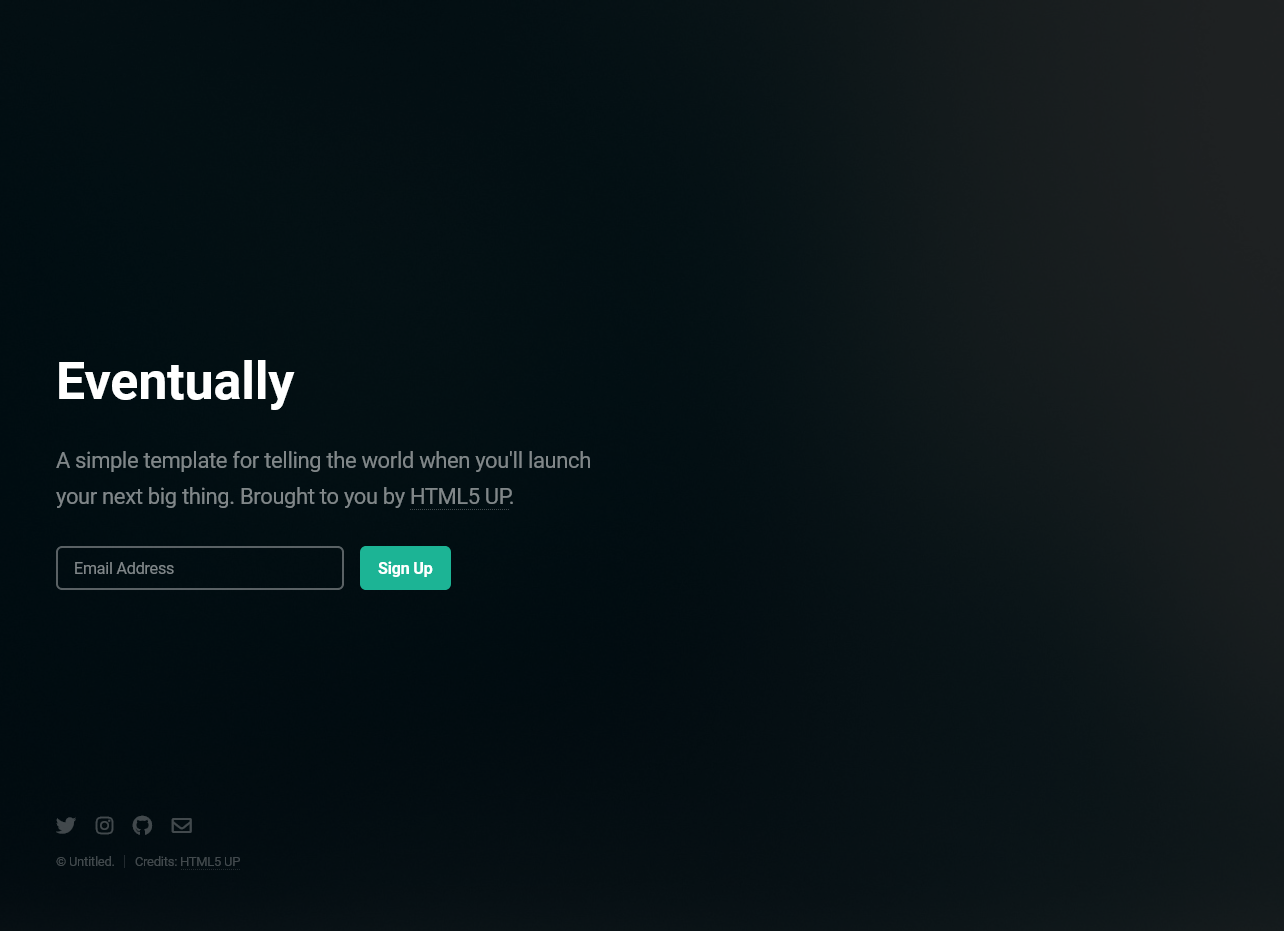 Eventually
A simple template for telling the world when you'll launch
your next big thing. Brought to you by HTML5 UP.
Email Address
Sign Up
© Untitled.
Credits: HTML5 UP